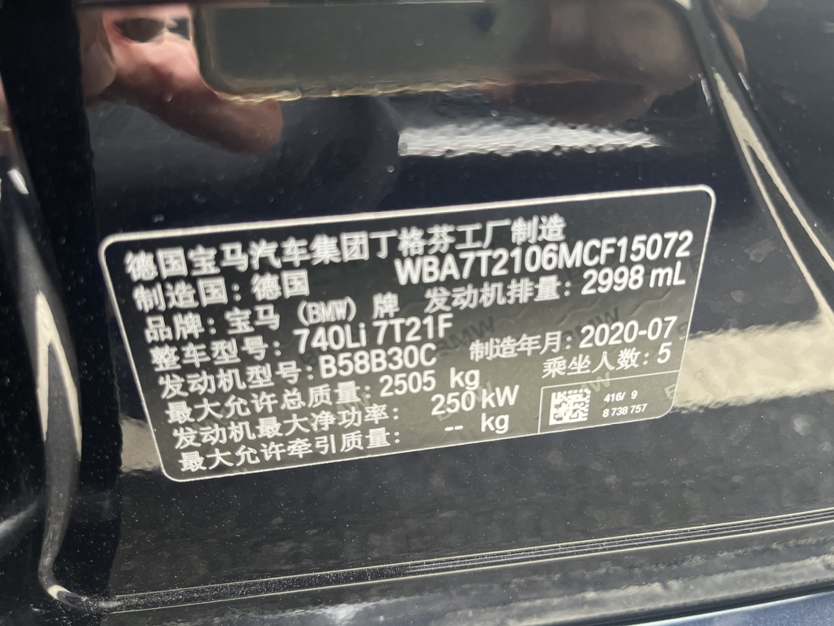 德国宝马汽车集团丁格芬工厂制造
制造国：德国 WBA7T2106MCF15072
品牌：宝马（BMW）牌 发动机排量：2998 mL
整车型号：740Li 7T21F
发动机型号：B58B30C 制造年月：2020-07
最大允许总质量：2505 kg 乘坐人数：5
发动机最大净功率：250 kW
最大允许牵引质量：-- kg
416/ 9
8 738 757